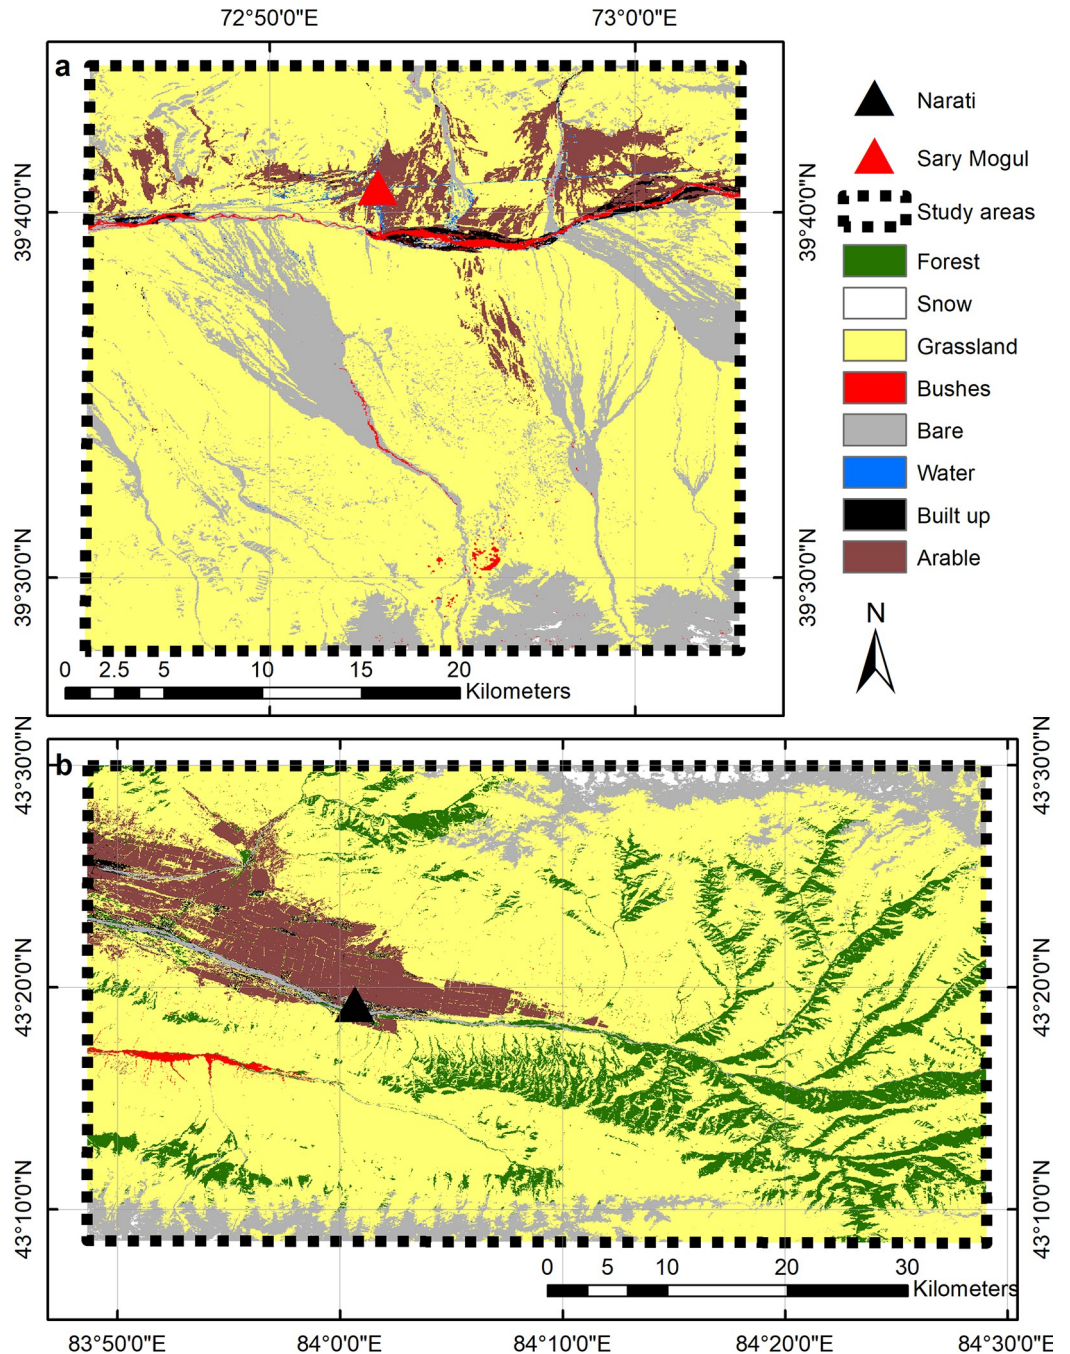 72°50'0"E 73°0'0"E
a
39°40'0"N 39°40'0"N
39°30'0"N 39°30'0"N
0 2.5 5 10 15 20
Kilometers
Narati
Sary Mogul
Study areas
Forest
Snow
Grassland
Bushes
Bare
Water
Built up
Arable
N
b
43°30'0"N 43°30'0"N
43°20'0"N 43°20'0"N
43°10'0"N 43°10'0"N
0 5 10 20 30
Kilometers
83°50'0"E 84°0'0"E 84°10'0"E 84°20'0"E 84°30'0"E